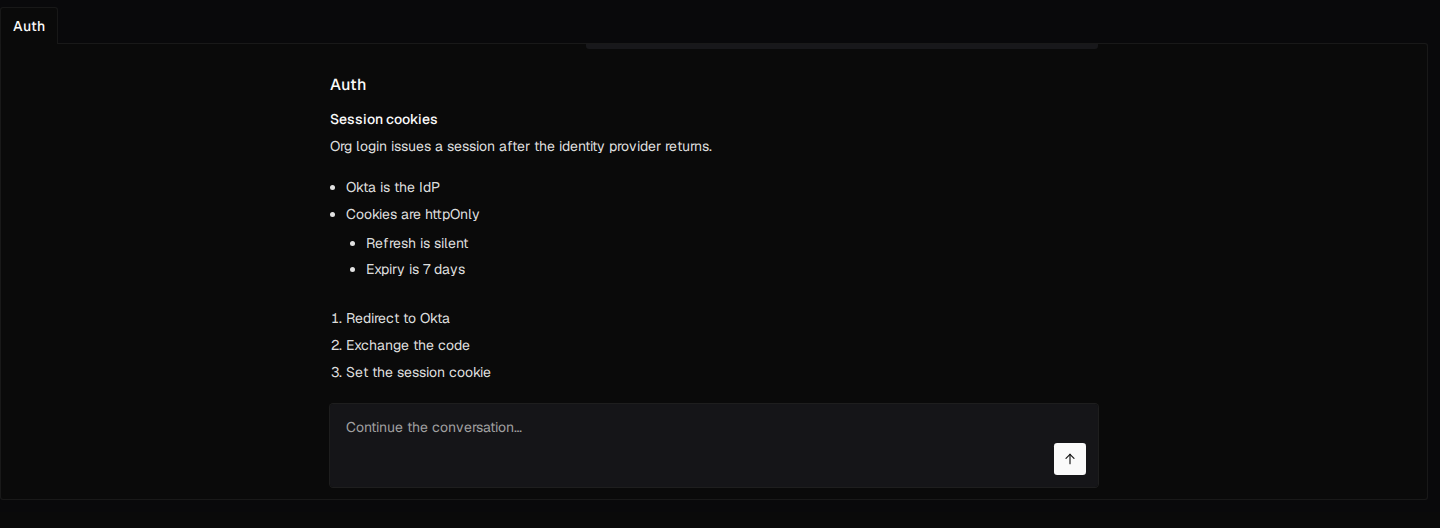 Auth
Auth
Session cookies
Org login issues a session after the identity provider returns.
Okta is the IdP
Cookies are httpOnly
Refresh is silent
Expiry is 7 days
1. Redirect to Okta
2. Exchange the code
3. Set the session cookie
Continue the conversation...